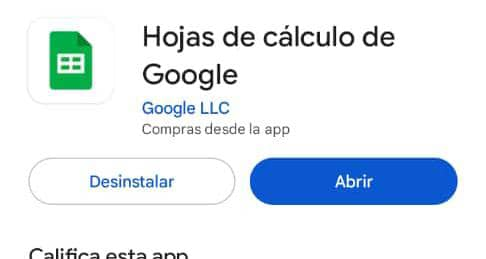 Hojas de cálculo de
Google
Google LLC
Compras desde la app
Desinstalar
Abrir
Califica esta app